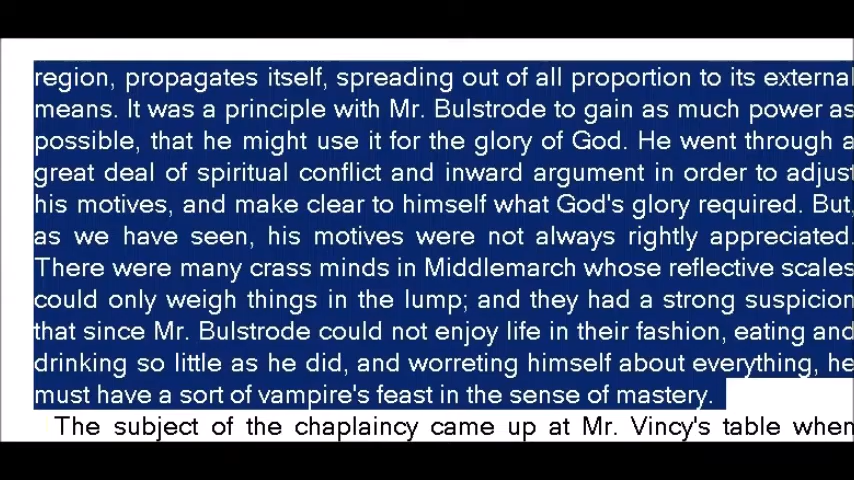 region, propagates itself, spreading out of all proportion to its external
means. It was a principle with Mr. Bulstrode to gain as much power as
possible, that he might use it for the glory of God. He went through a
great deal of spiritual conflict and inward argument in order to adjust
his motives, and make clear to himself what God's glory required. But,
as we have seen, his motives were not always rightly appreciated.
There were many crass minds in Middlemarch whose reflective scales
could only weigh things in the lump; and they had a strong suspicion
that since Mr. Bulstrode could not enjoy life in their fashion, eating and
drinking so little as he did, and worreting himself about everything, he
must have a sort of vampire's feast in the sense of mastery.
The subject of the chaplaincy came up at Mr. Vincy's table when